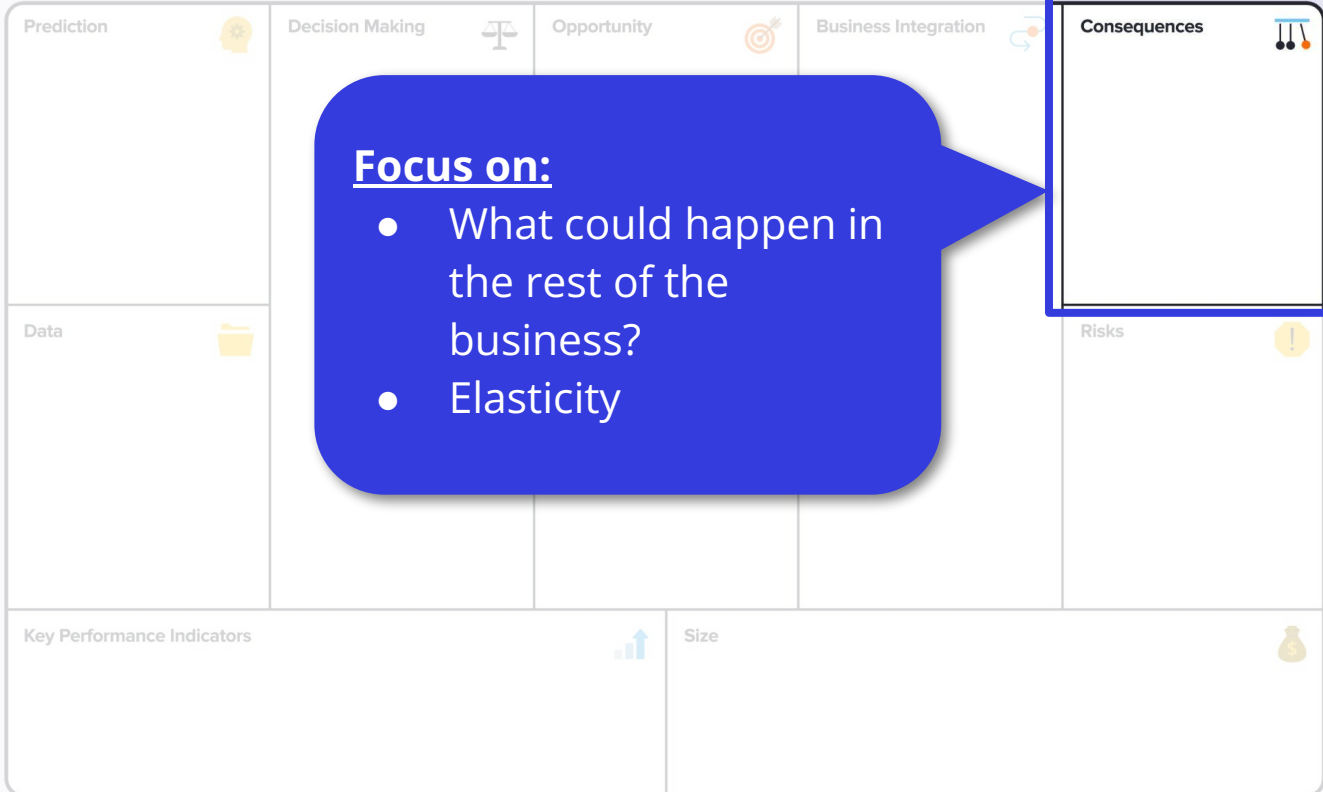 Prediction
Decision Making
Opportunity
Business Integration
Consequences
Focus on:
● What could happen in
the rest of the
business?
● Elasticity
Data
Risks
!
Key Performance Indicators
Size
$